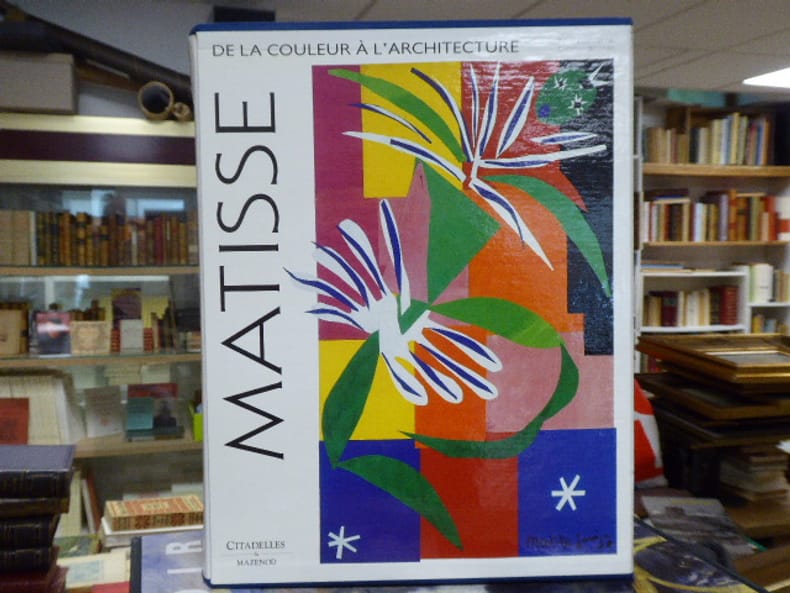 DE LA COULEUR À L'ARCHITECTURE
MATISSE
CITADELLES
&
MAZENOD